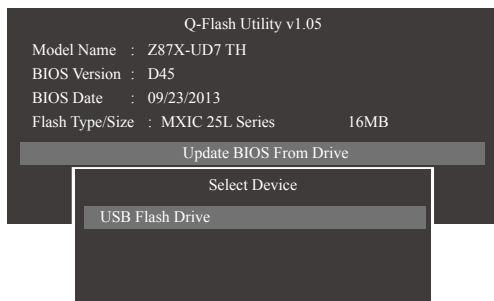 Q-Flash Utility v1.05
Model Name : Z87X-UD7 TH
BIOS Version : D45
BIOS Date : 09/23/2013
Flash Type/Size : MXIC 25L Series 16MB
Update BIOS From Drive
Select Device
USB Flash Drive